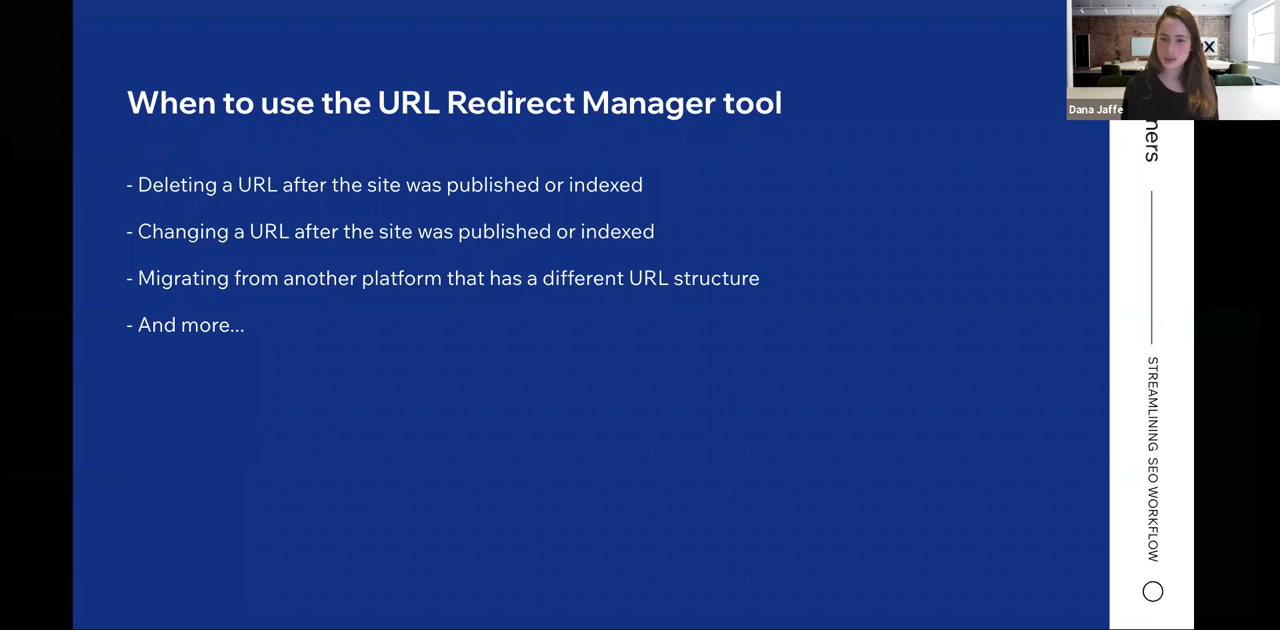 When to use the URL Redirect Manager tool
- Deleting a URL after the site was published or indexed
- Changing a URL after the site was published or indexed
- Migrating from another platform that has a different URL structure
- And more...
Dana Jaffe
STREAMLINING SEO WORKFLOW